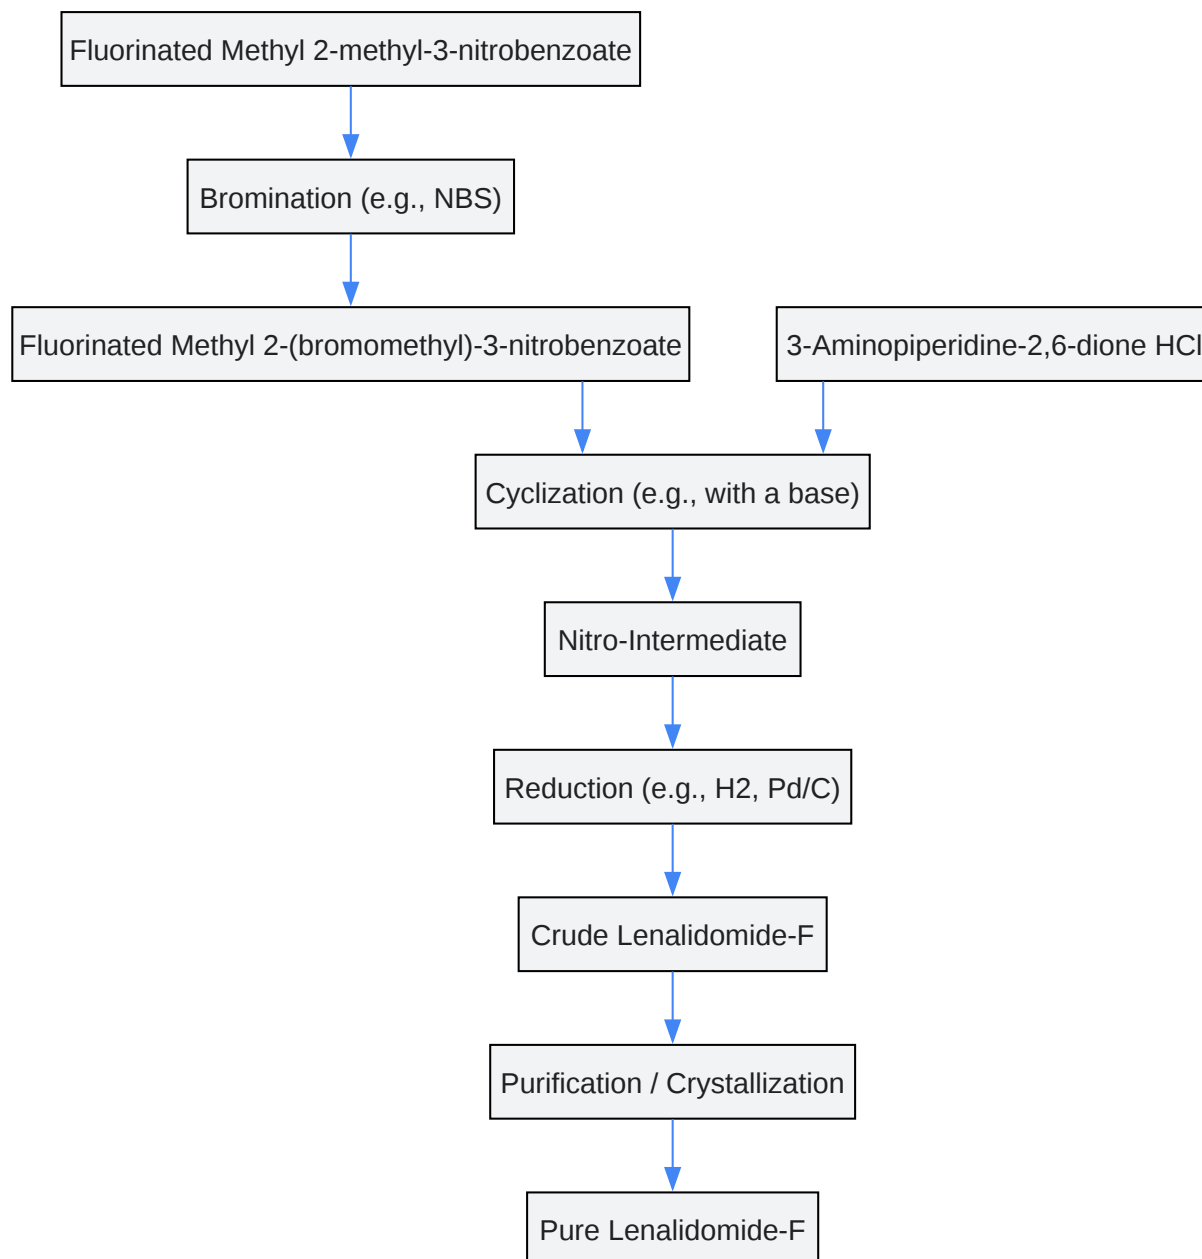 Fluorinated Methyl 2-methyl-3-nitrobenzoate
Bromination (e.g., NBS)
Fluorinated Methyl 2-(bromomethyl)-3-nitrobenzoate
3-Aminopiperidine-2,6-dione HCl
Cyclization (e.g., with a base)
Nitro-Intermediate
Reduction (e.g., H2, Pd/C)
Crude Lenalidomide-F
Purification / Crystallization
Pure Lenalidomide-F